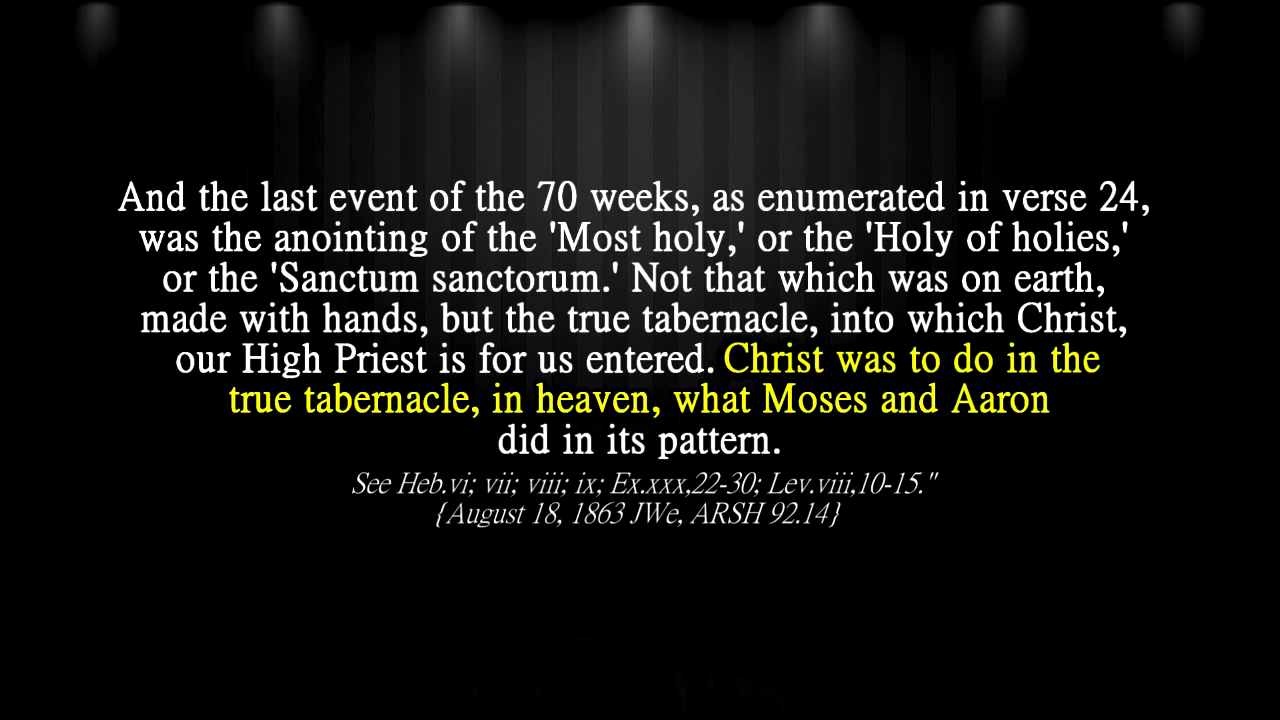 And the last event of the 70 weeks, as enumerated in verse 24,
was the anointing of the 'Most holy,' or the 'Holy of holies,'
or the 'Sanctum sanctorum.' Not that which was on earth,
made with hands, but the true tabernacle, into which Christ,
our High Priest is for us entered. Christ was to do in the
true tabernacle, in heaven, what Moses and Aaron
did in its pattern.
See Heb.vi; vii; viii; ix; Ex.xxx,22-30; Lev.viii,10-15."
{August 18, 1863 JWe, ARSH 92.14}